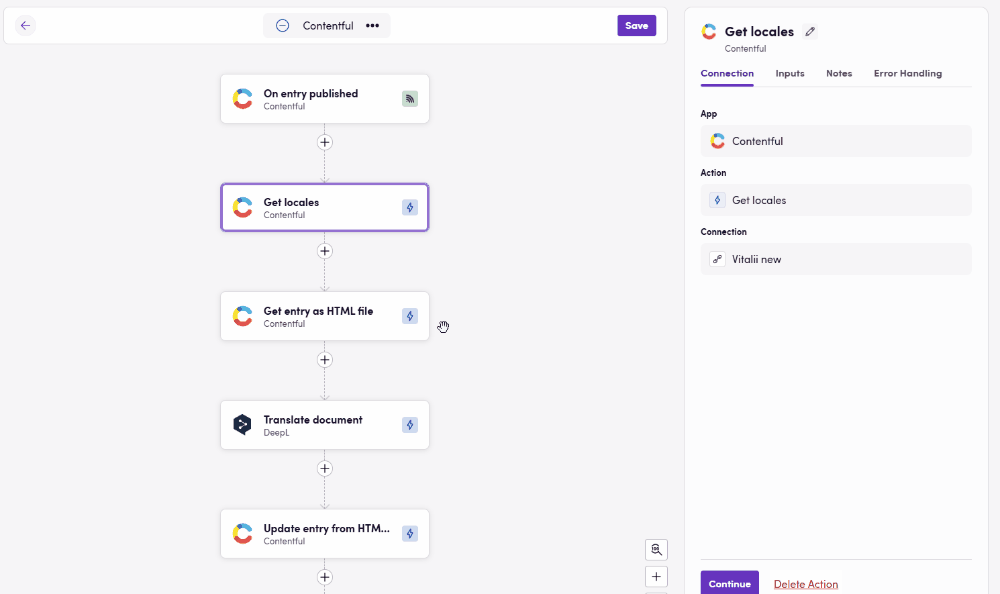 Contentful •••
Save
On entry published
Contentful
Get locales
Contentful
Get entry as HTML file
Contentful
Translate document
DeepL
Update entry from HTM...
Contentful
Get locales
Contentful
Connection Inputs Notes Error Handling
App
Contentful
Action
Get locales
Connection
Vitalii new
Continue Delete Action